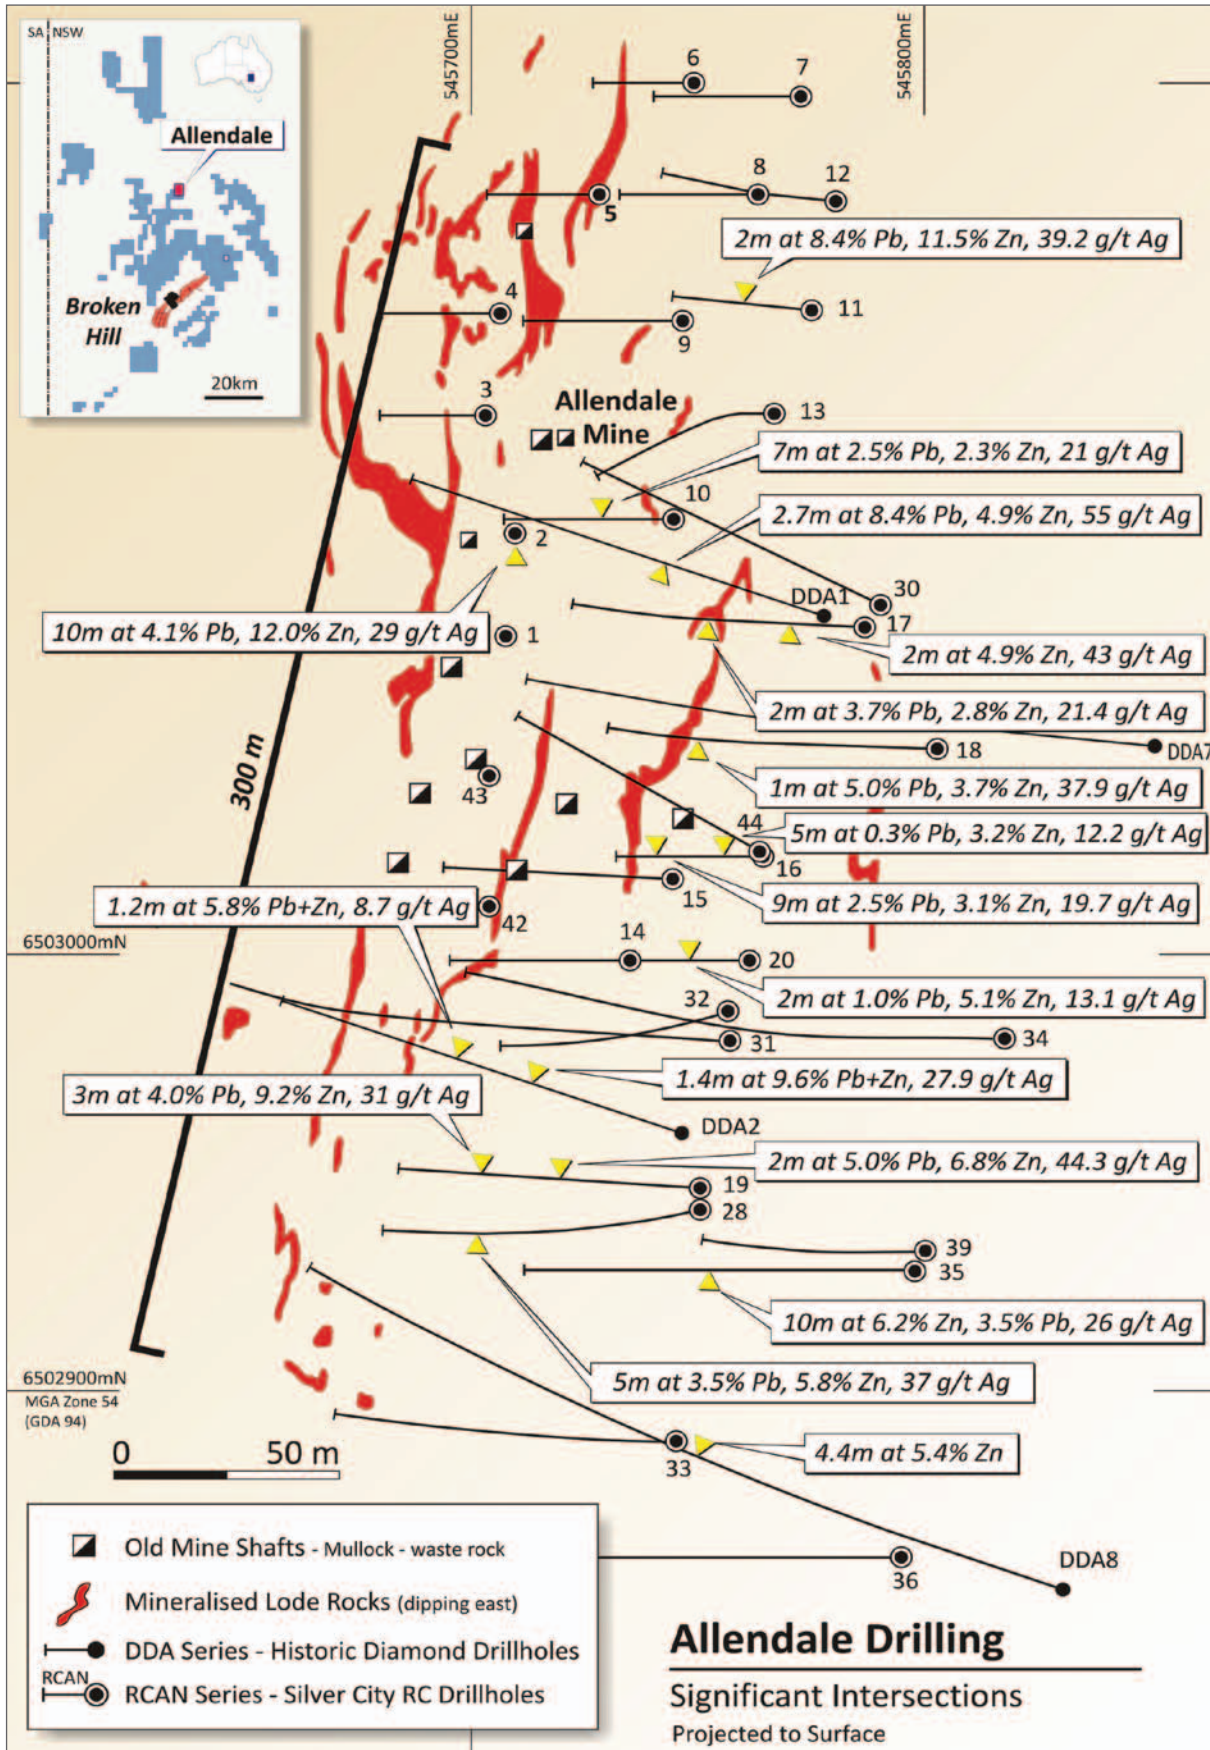 SA NSW
Allendale
Broken
Hill
20km
545700mE
545800mE
6
7
8
12
5
2m at 8.4% Pb, 11.5% Zn, 39.2 g/t Ag
4
9
11
3
Allendale
Mine
13
7m at 2.5% Pb, 2.3% Zn, 21 g/t Ag
10
2.7m at 8.4% Pb, 4.9% Zn, 55 g/t Ag
2
30
DDA1
17
10m at 4.1% Pb, 12.0% Zn, 29 g/t Ag
1
2m at 4.9% Zn, 43 g/t Ag
2m at 3.7% Pb, 2.8% Zn, 21.4 g/t Ag
300 m
18
DDA7
43
1m at 5.0% Pb, 3.7% Zn, 37.9 g/t Ag
44
5m at 0.3% Pb, 3.2% Zn, 12.2 g/t Ag
16
15
1.2m at 5.8% Pb+Zn, 8.7 g/t Ag
9m at 2.5% Pb, 3.1% Zn, 19.7 g/t Ag
42
6503000mN
14
20
2m at 1.0% Pb, 5.1% Zn, 13.1 g/t Ag
32
31
34
3m at 4.0% Pb, 9.2% Zn, 31 g/t Ag
1.4m at 9.6% Pb+Zn, 27.9 g/t Ag
DDA2
2m at 5.0% Pb, 6.8% Zn, 44.3 g/t Ag
19
28
39
35
10m at 6.2% Zn, 3.5% Pb, 26 g/t Ag
5m at 3.5% Pb, 5.8% Zn, 37 g/t Ag
6502900mN
MGA Zone 54
(GDA 94)
0 50 m
33
4.4m at 5.4% Zn
36
DDA8
Old Mine Shafts - Mullock - waste rock
Mineralised Lode Rocks (dipping east)
DDA Series - Historic Diamond Drillholes
RCAN
RCAN Series - Silver City RC Drillholes
Allendale Drilling
Significant Intersections
Projected to Surface